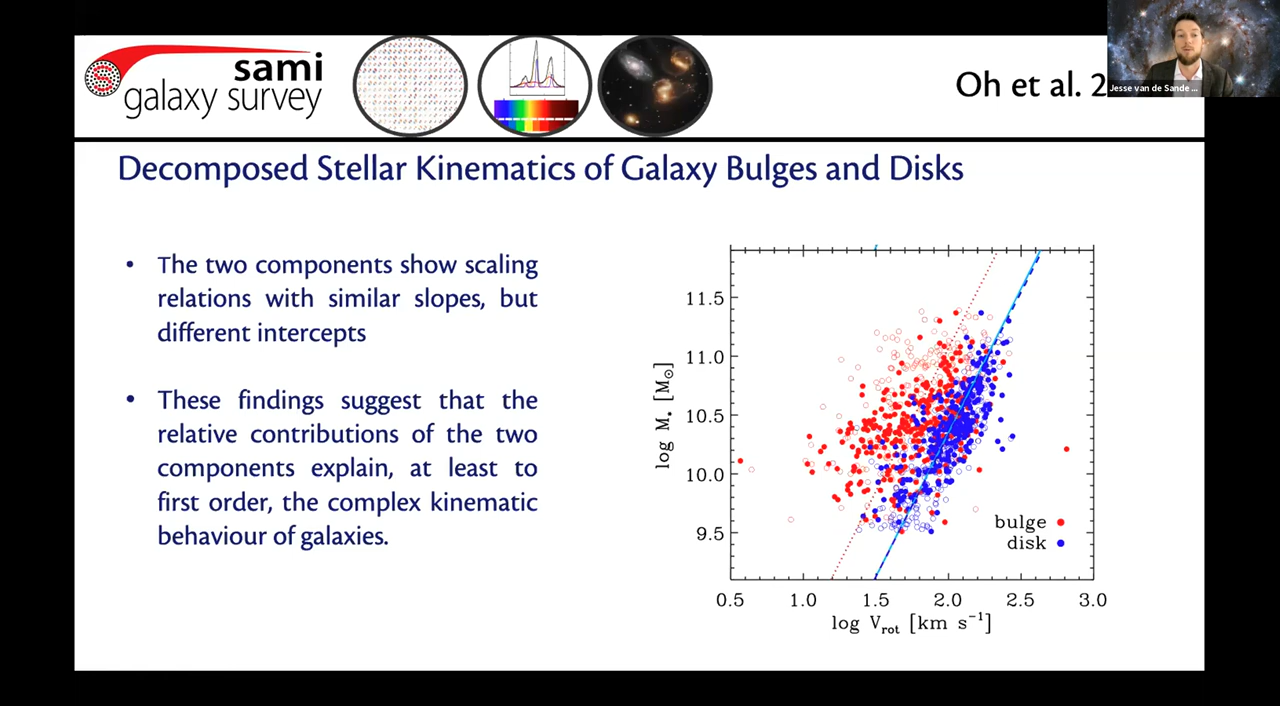 sami
galaxy survey
Oh et al. 2
Jesse van de Sande ...
Decomposed Stellar Kinematics of Galaxy Bulges and Disks
• The two components show scaling
relations with similar slopes, but
different intercepts
• These findings suggest that the
relative contributions of the two
components explain, at least to
first order, the complex kinematic
behaviour of galaxies.
11.5
11.0
10.5
10.0
9.5
log M⋆ [M⊙]
bulge
disk
0.5 1.0 1.5 2.0 2.5 3.0
log Vrot [km s⁻¹]